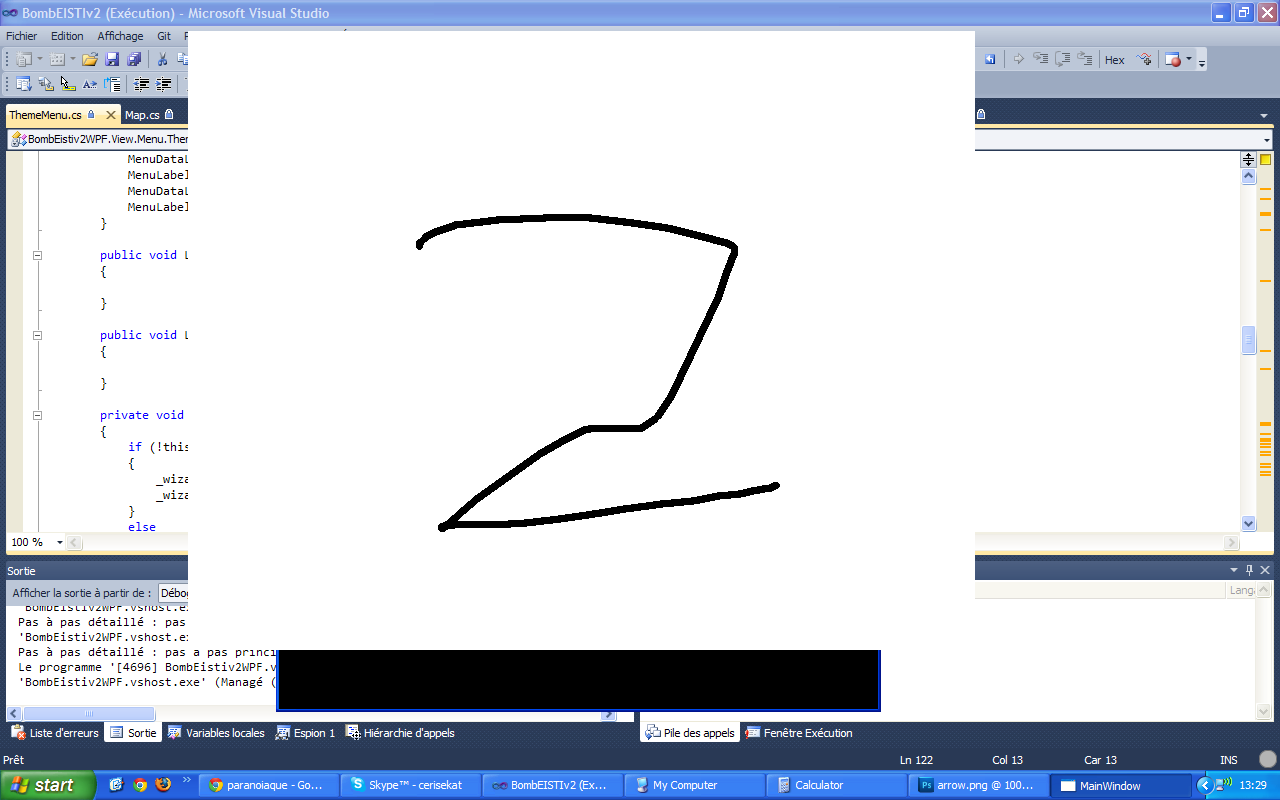 BombEISTIv2 (Exécution) - Microsoft Visual Studio
Fichier Edition Affichage Git
Hex
ThemeMenu.cs Map.cs
BombEistiv2WPF.View.Menu.Ther
MenuDataL
MenuLabel
MenuDataL
MenuLabel
}
public void L
{
}
public void L
{
}
private void
{
if (!this
{
_wiza
_wiza
}
else
2
100 %
Sortie
Afficher la sortie à partir de : Débog
Lang
'BombEistiv2WPF.vshost.ex
Pas à pas détaillé : pas
'BombEistiv2WPF.vshost.ex
Pas à pas détaillé : pas à pas princi
Le programme '[4696] BombEistiv2WPF.v
'BombEistiv2WPF.vshost.exe' (Managé (
Liste d'erreurs Sortie Variables locales Espion 1 Hiérarchie d'appels Pile des appels Fenêtre Exécution
Prêt Ln 122 Col 13 Car 13 INS
start paranoiaque - Go... Skype™ - cerisekat BombEISTIv2 (Ex... My Computer Calculator arrow.png @ 100... MainWindow 13:29